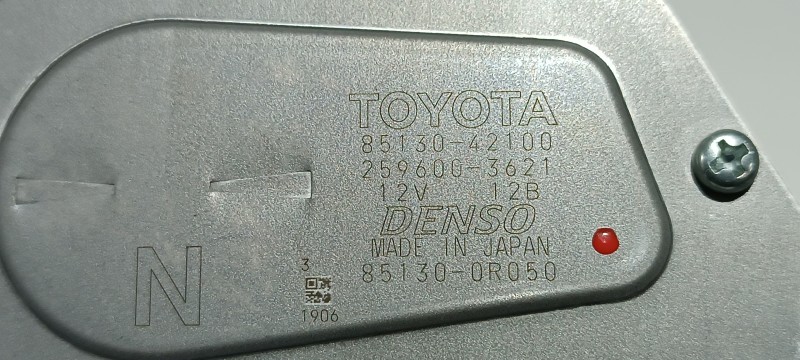 TOYOTA
85130-42100
259600-3621
12V 12B
DENSO
MADE IN JAPAN
85130-0R050
N
3
1906